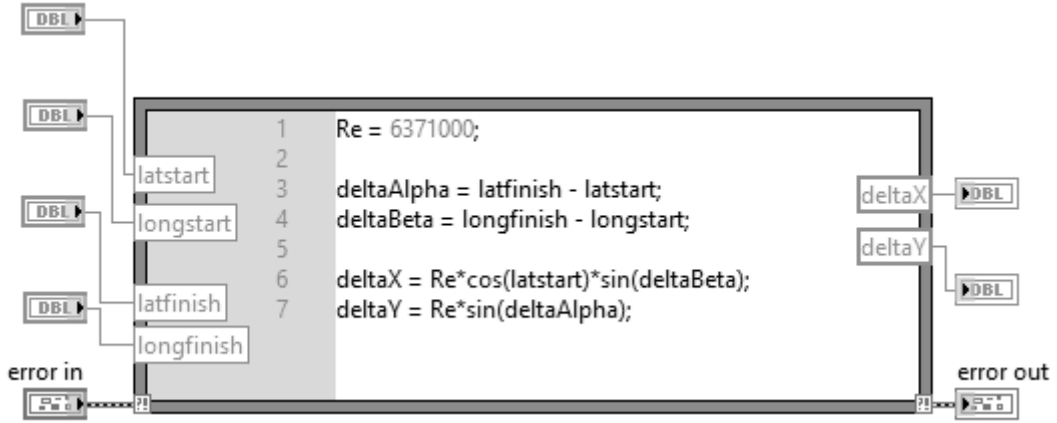 DBL
DBL
1 Re = 6371000;
2
latstart
3 deltaAlpha = latfinish - latstart;
deltaX
DBL
DBL
longstart
4 deltaBeta = longfinish - longstart;
5
deltaY
6 deltaX = Re*cos(latstart)*sin(deltaBeta);
DBL
DBL
latfinish
7 deltaY = Re*sin(deltaAlpha);
longfinish
error in
error out
?!
?!